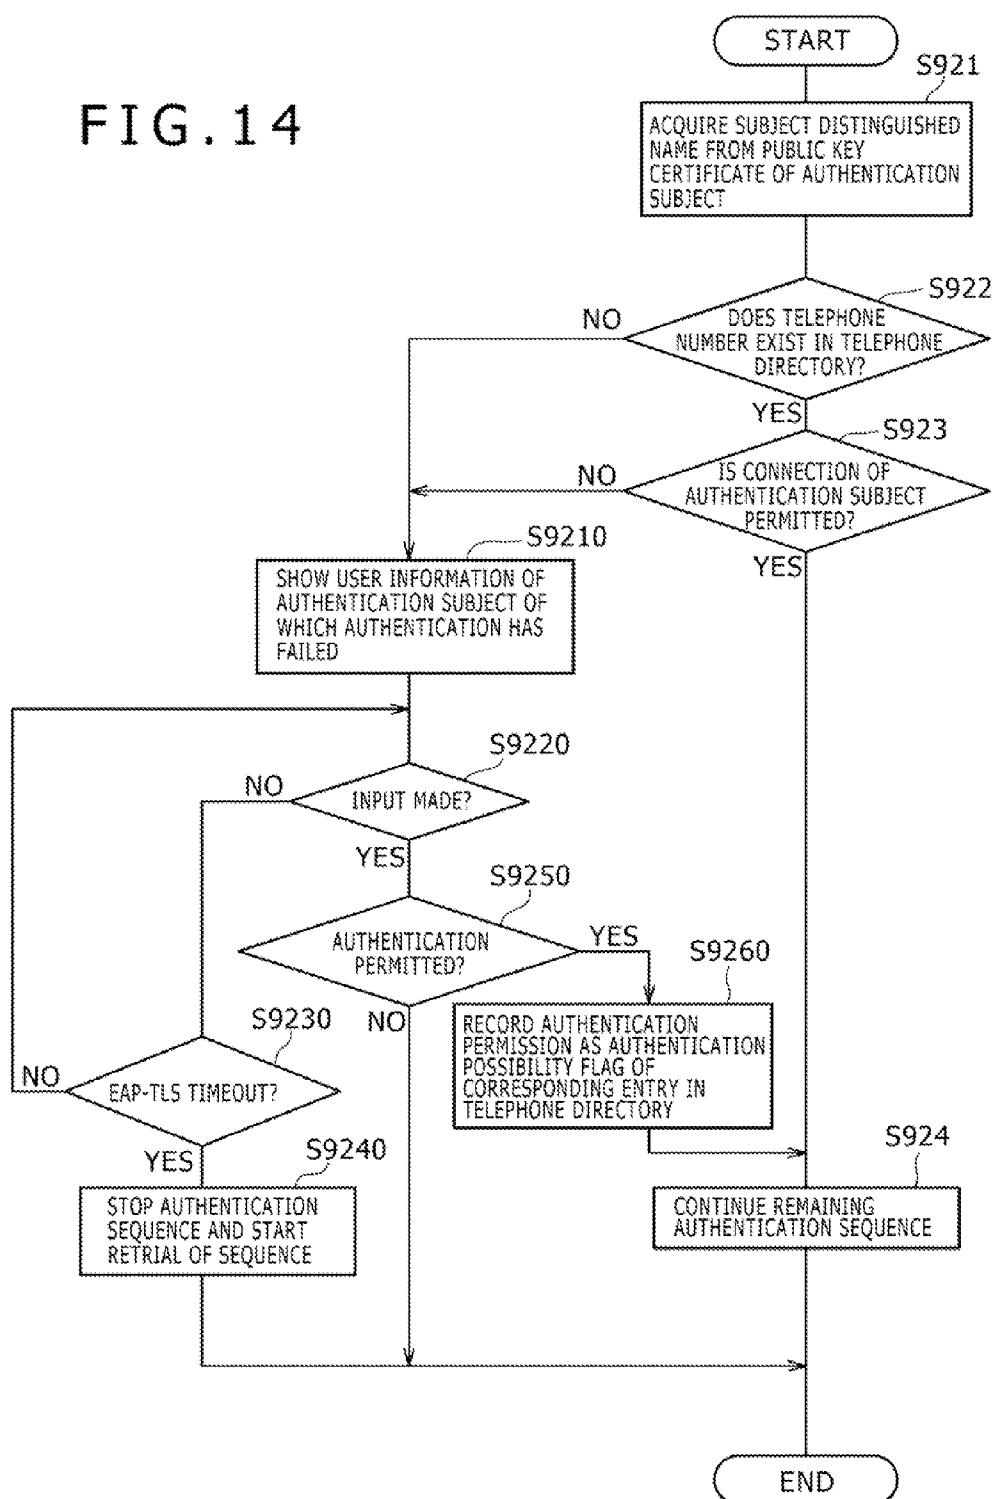 FIG.14
START
S921
ACQUIRE SUBJECT DISTINGUISHED
NAME FROM PUBLIC KEY
CERTIFICATE OF AUTHENTICATION
SUBJECT
S922
NO
DOES TELEPHONE
NUMBER EXIST IN TELEPHONE
DIRECTORY?
YES
S923
NO
IS CONNECTION OF
AUTHENTICATION SUBJECT
PERMITTED?
YES
S9210
SHOW USER INFORMATION OF
AUTHENTICATION SUBJECT OF
WHICH AUTHENTICATION HAS
FAILED
S9220
NO
INPUT MADE?
YES
S9250
AUTHENTICATION
PERMITTED?
YES
NO
S9260
RECORD AUTHENTICATION
PERMISSION AS AUTHENTICATION
POSSIBILITY FLAG OF
CORRESPONDING ENTRY IN
TELEPHONE DIRECTORY
S9230
NO
EAP-TLS TIMEOUT?
YES
S9240
STOP AUTHENTICATION
SEQUENCE AND START
RETRIAL OF SEQUENCE
S924
CONTINUE REMAINING
AUTHENTICATION SEQUENCE
END